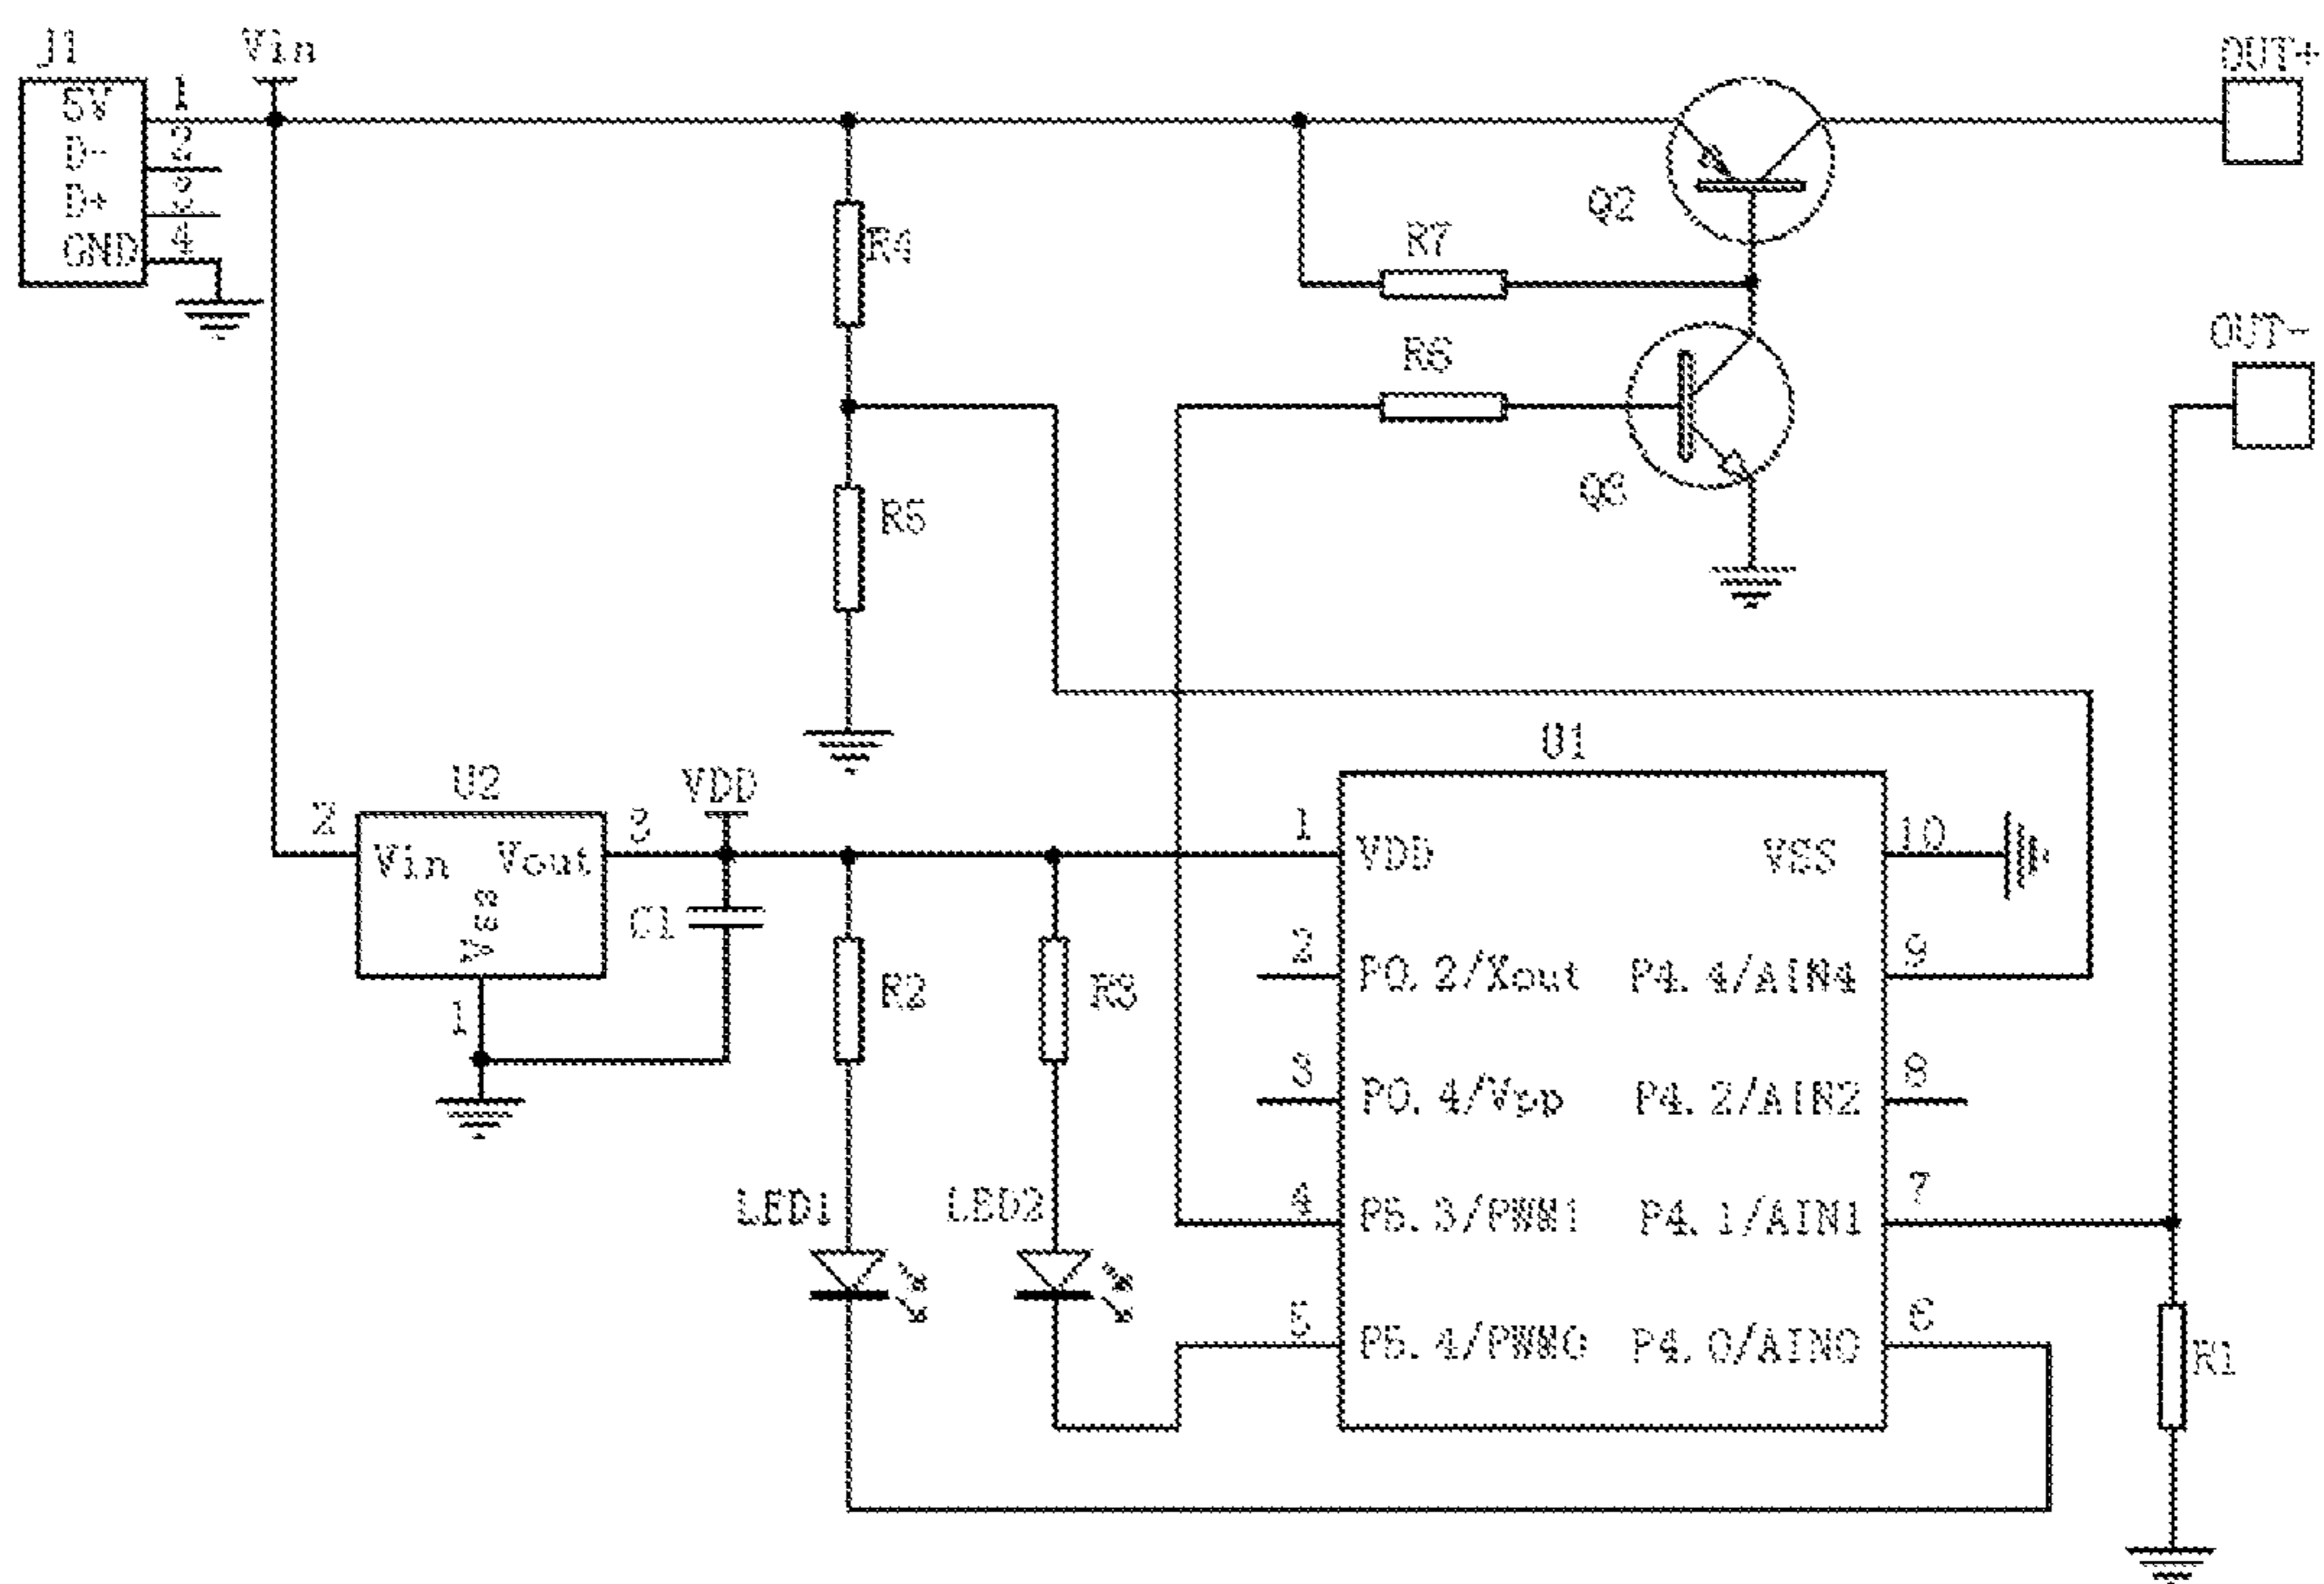 J1
Vin
5V
1
D-
2
D+
3
GND
4
OUT+
Q2
R4
R7
OUT-
R6
Q3
R5
U1
U2
VDD
2
Vin
Vout
3
Vss
1
C1
R2
R3
1
VDD
VSS
10
2
P0.2/Xout
P4.4/AIN4
9
3
P0.4/Vpp
P4.2/AIN2
8
4
P5.3/PWM1
P4.1/AIN1
7
5
P5.4/PWM0
P4.0/AIN0
6
LED1
LED2
R1